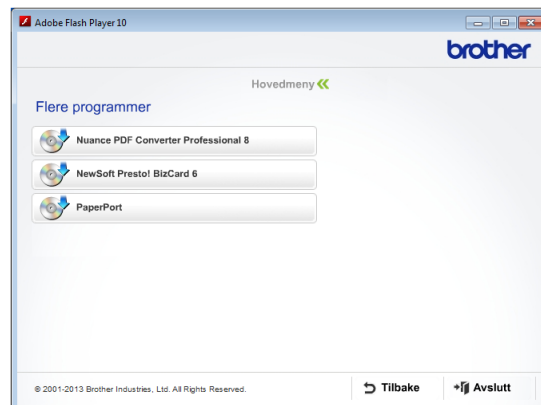 Adobe Flash Player 10
brother
Hovedmeny
Flere programmer
Nuance PDF Converter Professional 8
NewSoft Presto! BizCard 6
PaperPort
© 2001-2013 Brother Industries, Ltd. All Rights Reserved.
Tilbake
Avslutt